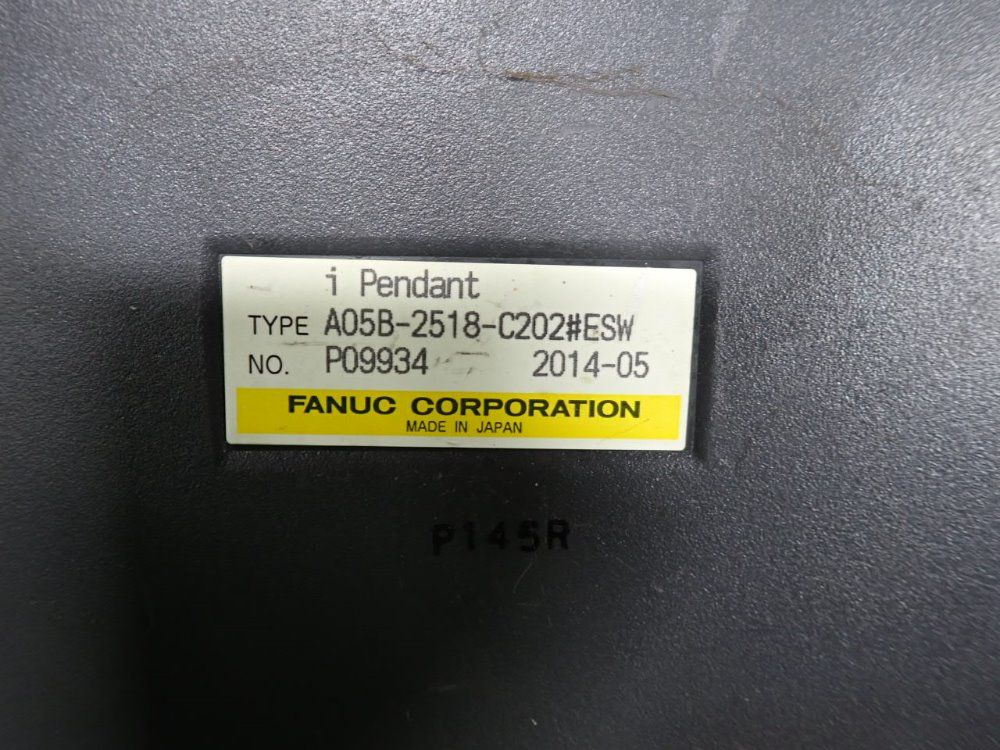 i Pendant
TYPE A05B-2518-C202#ESW
NO. P09934 2014-05
FANUC CORPORATION
MADE IN JAPAN
P145R